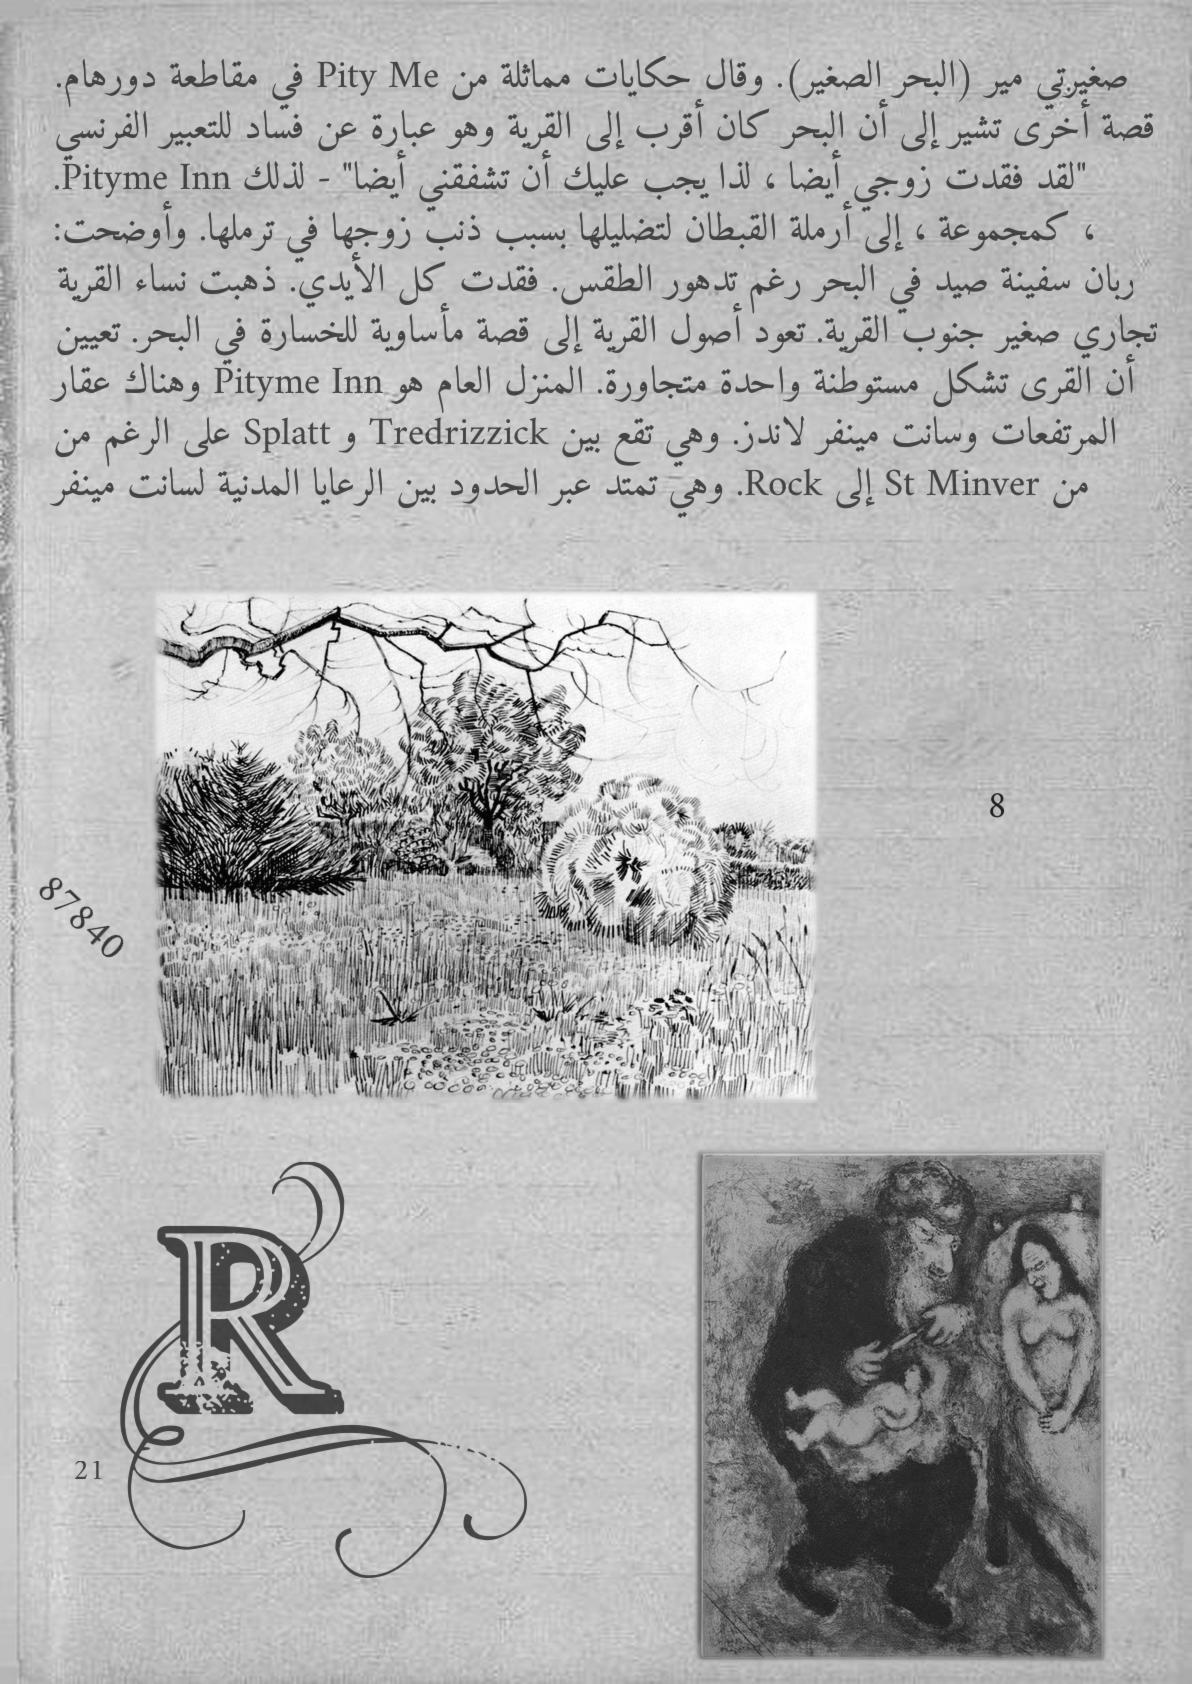 صغيرتي مير (البحر الصغير). وقال حكايات مماثلة من Pity Me في مقاطعة دورهام.
قصة أخرى تشير إلى أن البحر كان أقرب إلى القرية وهو عبارة عن فساد للتعبير الفرنسي
"لقد فقدت زوجي أيضا ، لذا يجب عليك أن تشفقني أيضا" - لذلك Pityme Inn.
، كمجموعة ، إلى أرملة القبطان لتضليلها بسبب ذنب زوجها في ترملها. وأوضحت:
ربان سفينة صيد في البحر رغم تدهور الطقس. فقدت كل الأيدي. ذهبت نساء القرية
تجاري صغير جنوب القرية. تعود أصول القرية إلى قصة مأساوية للخسارة في البحر. تعيين
أن القرى تشكل مستوطنة واحدة متجاورة. المنزل العام هو Pityme Inn وهناك عقار
المرتفعات وسانت مينفر لاندز. وهي تقع بين Tredrizzick و Splatt على الرغم من
من St Minver إلى Rock. وهي تمتد عبر الحدود بين الرعايا المدنية لسانت مينفر
8
87840
R
21